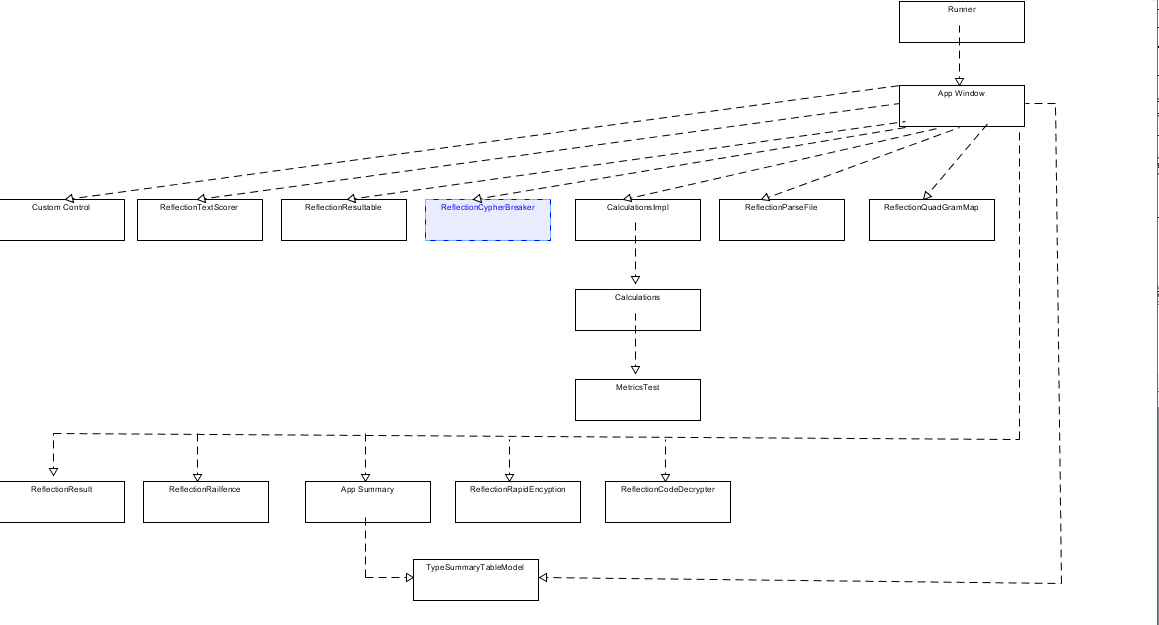 Runner
App Window
Custom Control
ReflectionTextScorer
ReflectionResultable
ReflectionCypherBreaker
CalculationsImpl
ReflectionParseFile
ReflectionQuadGramMap
Calculations
MetricsTest
ReflectionResult
ReflectionRailfence
App Summary
ReflectionRapidEncyption
ReflectionCodeDecrypter
TypeSummaryTableModel